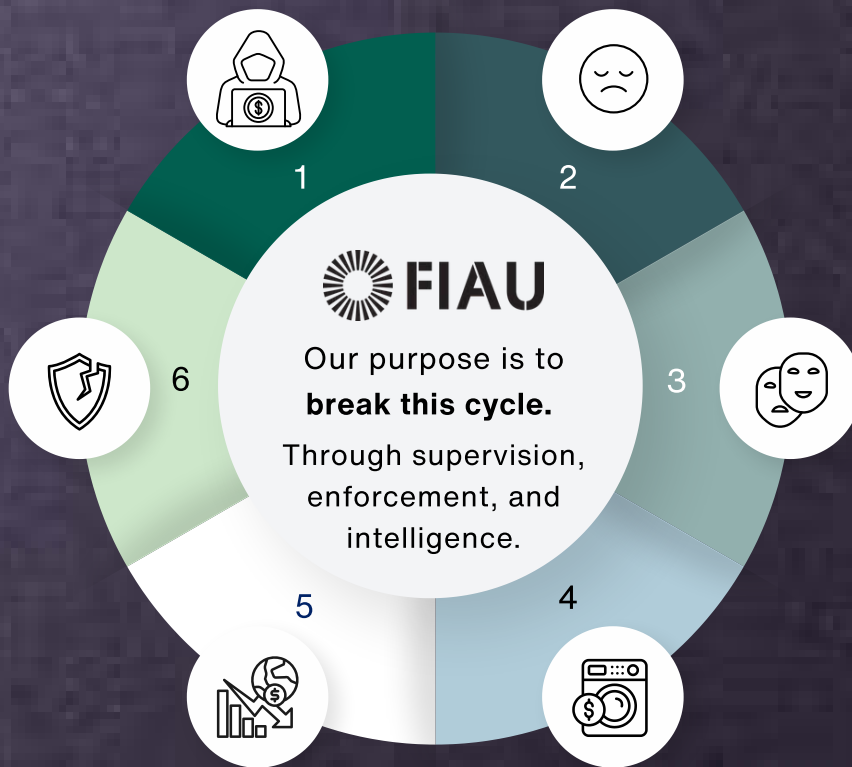 1
2
FIAU
Our purpose is to
break this cycle.
Through supervision,
enforcement, and
intelligence.
6
3
5
4
$
$
$